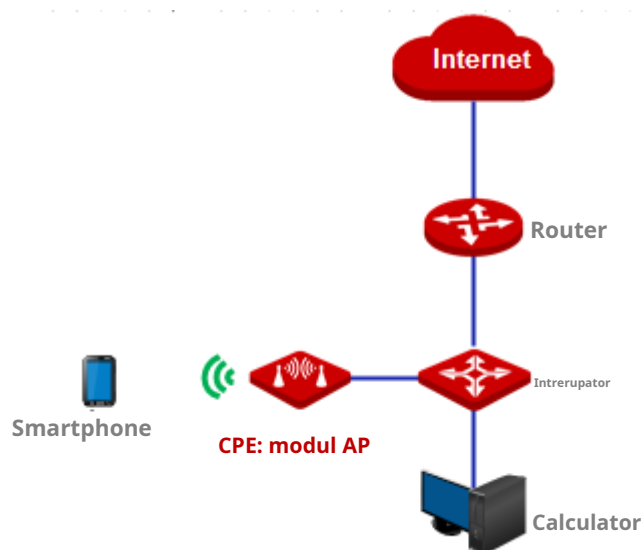 Internet
Router
Intrerupator
Smartphone
CPE: modul AP
Calculator